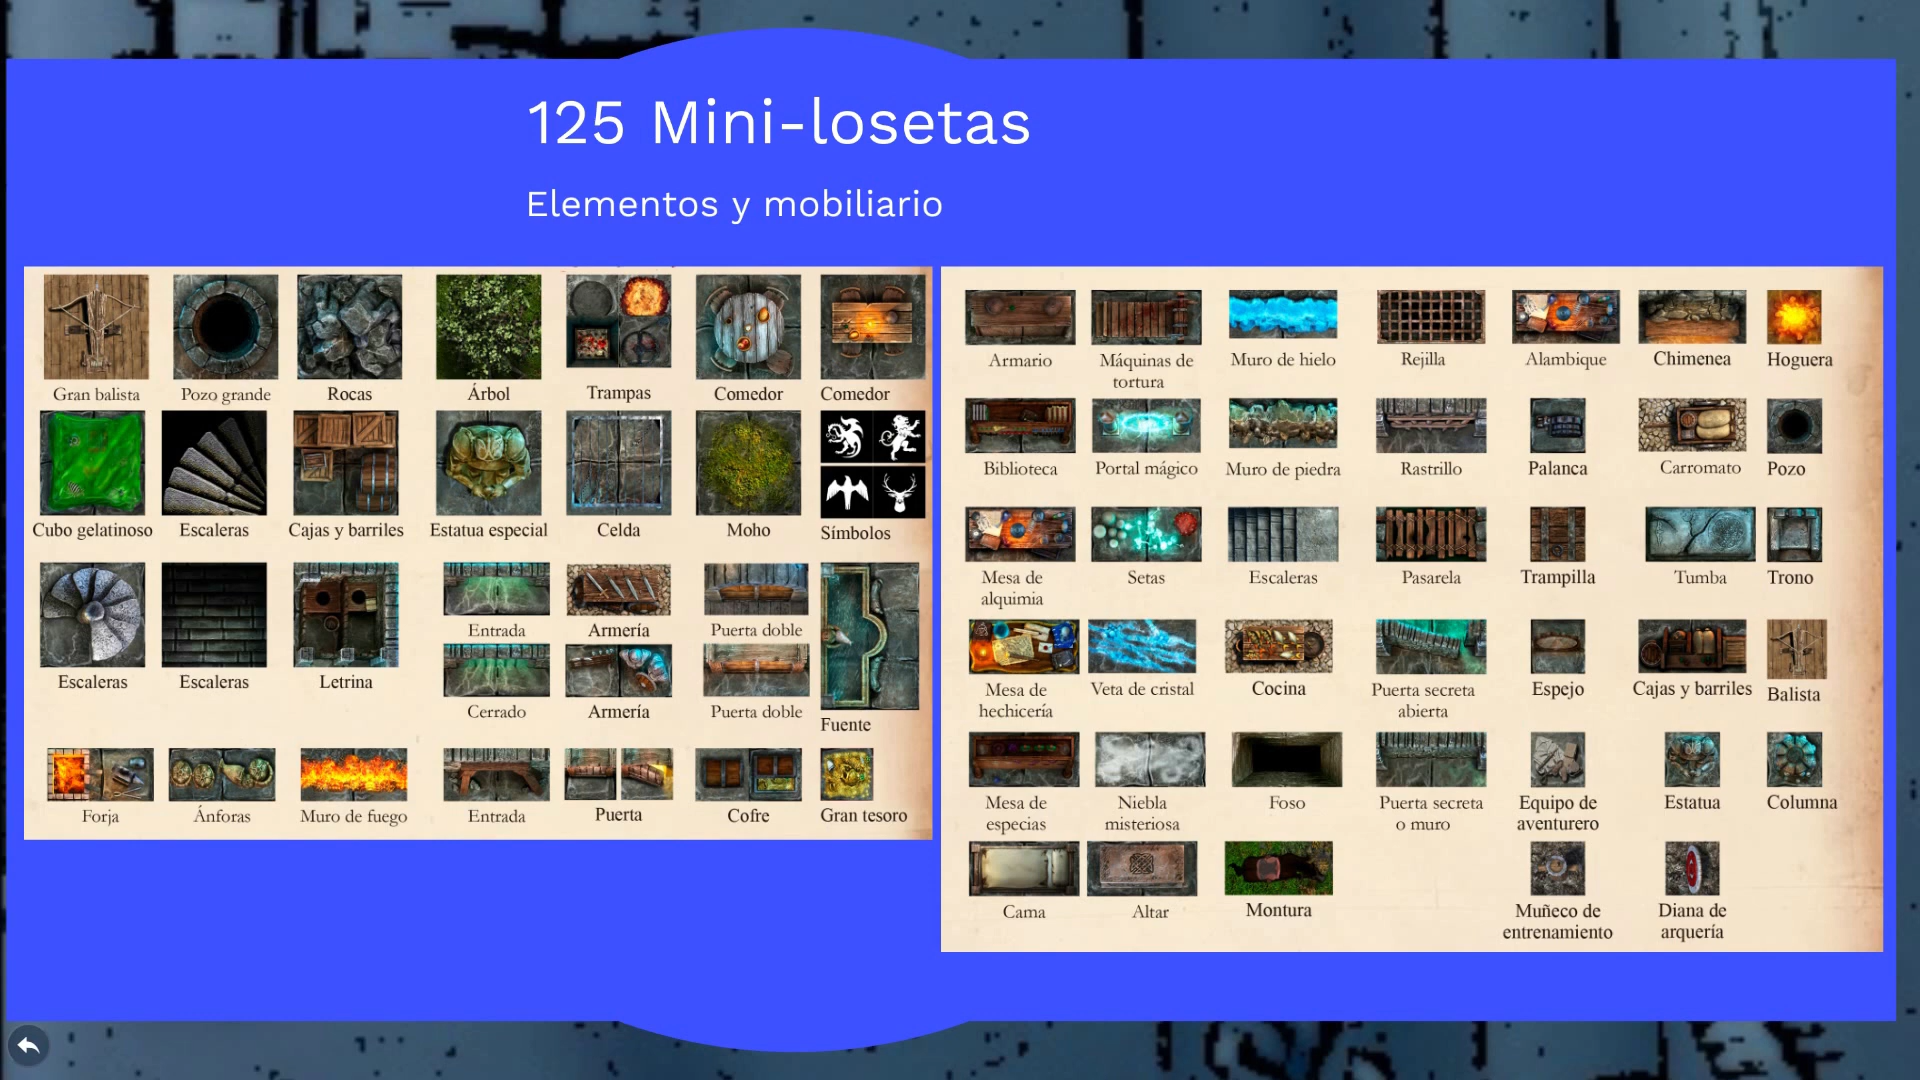 125 Mini-losetas
Elementos y mobiliario
Gran balista
Pozo grande
Rocas
Árbol
Trampas
Comedor
Comedor
Cubo gelatinoso
Escaleras
Cajas y barriles
Estatua especial
Celda
Moho
Símbolos
Escaleras
Escaleras
Letrina
Entrada
Armería
Puerta doble
Cerrado
Armería
Puerta doble
Fuente
Forja
Ánforas
Muro de fuego
Entrada
Puerta
Cofre
Gran tesoro
Armario
Máquinas de
tortura
Muro de hielo
Rejilla
Alambique
Chimenea
Hoguera
Biblioteca
Portal mágico
Muro de piedra
Rastrillo
Palanca
Carromato
Pozo
Mesa de
alquimia
Setas
Escaleras
Pasarela
Trampilla
Tumba
Trono
Mesa de
hechicería
Veta de cristal
Cocina
Puerta secreta
abierta
Espejo
Cajas y barriles
Balista
Mesa de
especias
Niebla
misteriosa
Foso
Puerta secreta
o muro
Equipo de
aventurero
Estatua
Columna
Cama
Altar
Montura
Muñeco de
entrenamiento
Diana de
arquería